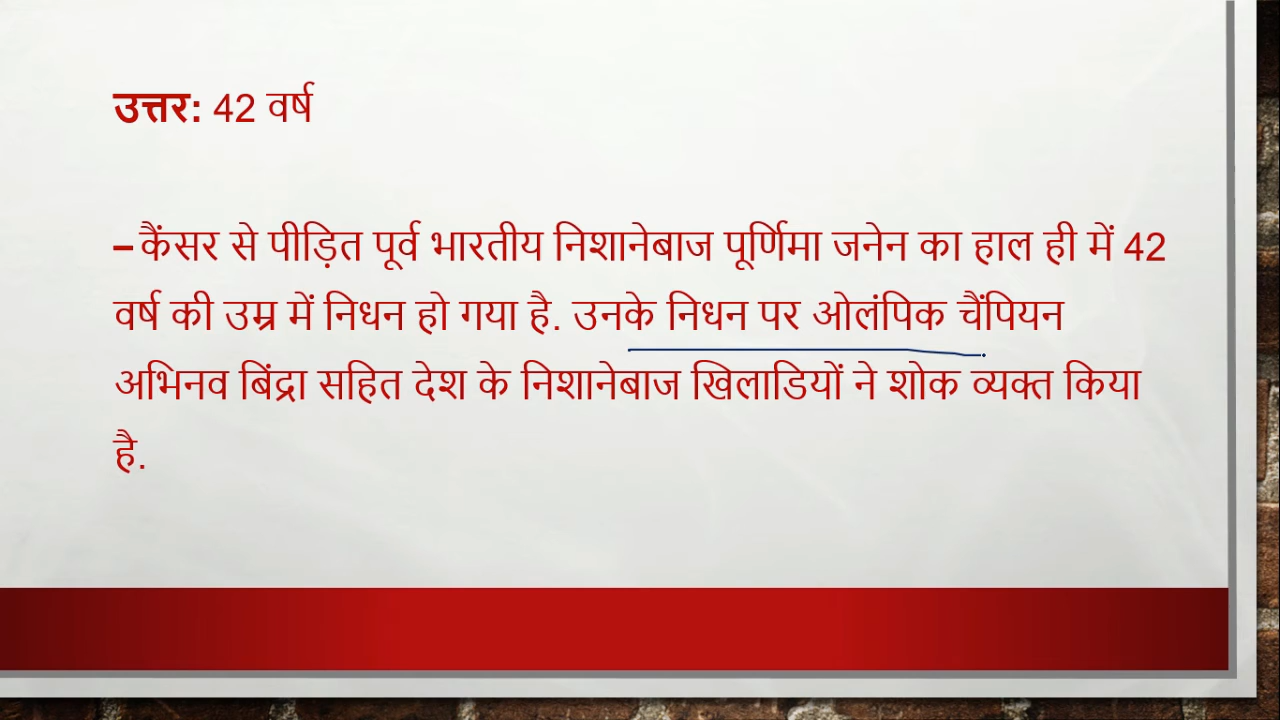 उत्तर: 42 वर्ष
– कैंसर से पीड़ित पूर्व भारतीय निशानेबाज पूर्णिमा जनेन का हाल ही में 42
वर्ष की उम्र में निधन हो गया है. उनके निधन पर ओलंपिक चैंपियन
अभिनव बिंद्रा सहित देश के निशानेबाज खिलाडियों ने शोक व्यक्त किया
है.